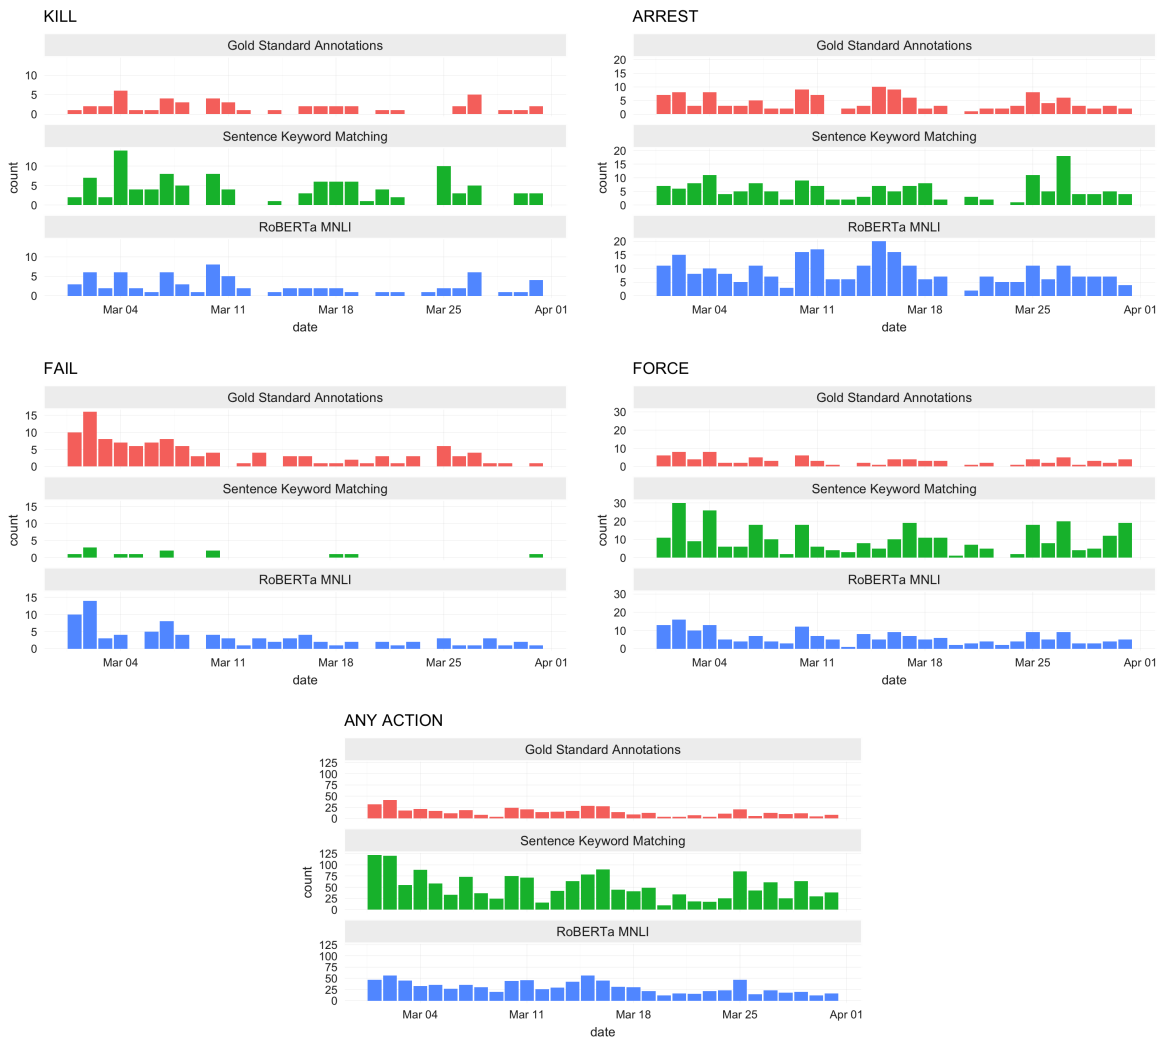 KILL
Gold Standard Annotations
10
5
0
Sentence Keyword Matching
10
5
0
RoBERTa MNLI
10
5
0
count
Mar 04 Mar 11 Mar 18 Mar 25 Apr 01
date
ARREST
Gold Standard Annotations
20
15
10
5
0
Sentence Keyword Matching
20
15
10
5
0
RoBERTa MNLI
20
15
10
5
0
count
Mar 04 Mar 11 Mar 18 Mar 25 Apr 01
date
FAIL
Gold Standard Annotations
15
10
5
0
Sentence Keyword Matching
15
10
5
0
RoBERTa MNLI
15
10
5
0
count
Mar 04 Mar 11 Mar 18 Mar 25 Apr 01
date
FORCE
Gold Standard Annotations
30
20
10
0
Sentence Keyword Matching
30
20
10
0
RoBERTa MNLI
30
20
10
0
count
Mar 04 Mar 11 Mar 18 Mar 25 Apr 01
date
ANY ACTION
Gold Standard Annotations
125
100
75
50
25
0
Sentence Keyword Matching
125
100
75
50
25
0
RoBERTa MNLI
125
100
75
50
25
0
count
Mar 04 Mar 11 Mar 18 Mar 25 Apr 01
date